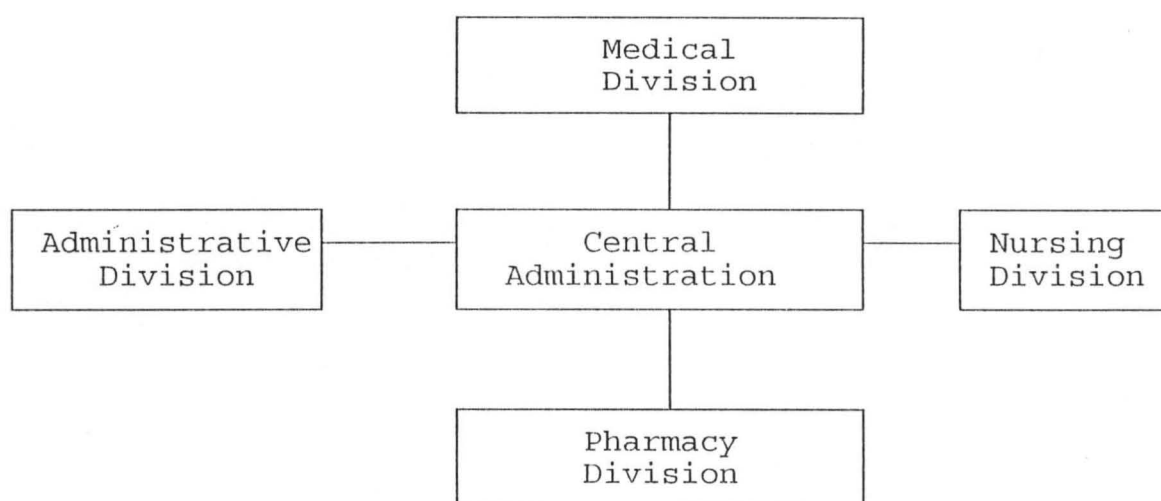 Medical
Division
Administrative
Division
Central
Administration
Nursing
Division
Pharmacy
Division